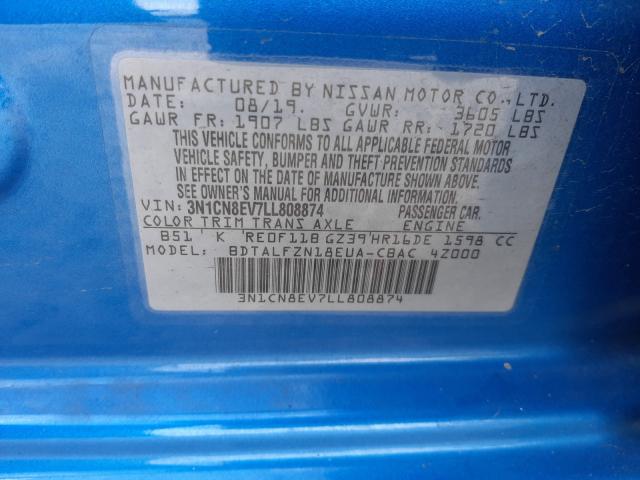 MANUFACTURED BY NISSAN MOTOR CO.,LTD.
DATE: 08/19. GVWR: 3605 LBS
GAWR FR: 1907 LBS GAWR RR: 1720 LBS
THIS VEHICLE CONFORMS TO ALL APPLICABLE FEDERAL MOTOR
VEHICLE SAFETY, BUMPER AND THEFT PREVENTION STANDARDS
IN EFFECT ON THE DATE OF MANUFACTURE SHOWN ABOVE.
SEE OWNER'S MANUAL FOR ADDITIONAL INFORMATION
VIN: 3N1CN8EV7LL808874 PASSENGER CAR.
COLOR TRIM TRANS AXLE ENGINE
B51 ' K 'RE0F11B GZ39'HR16DE 1598 CC
MODEL: BDTALFZN18EUA-CBAC 4Z000
3N1CN8EV7LL808874